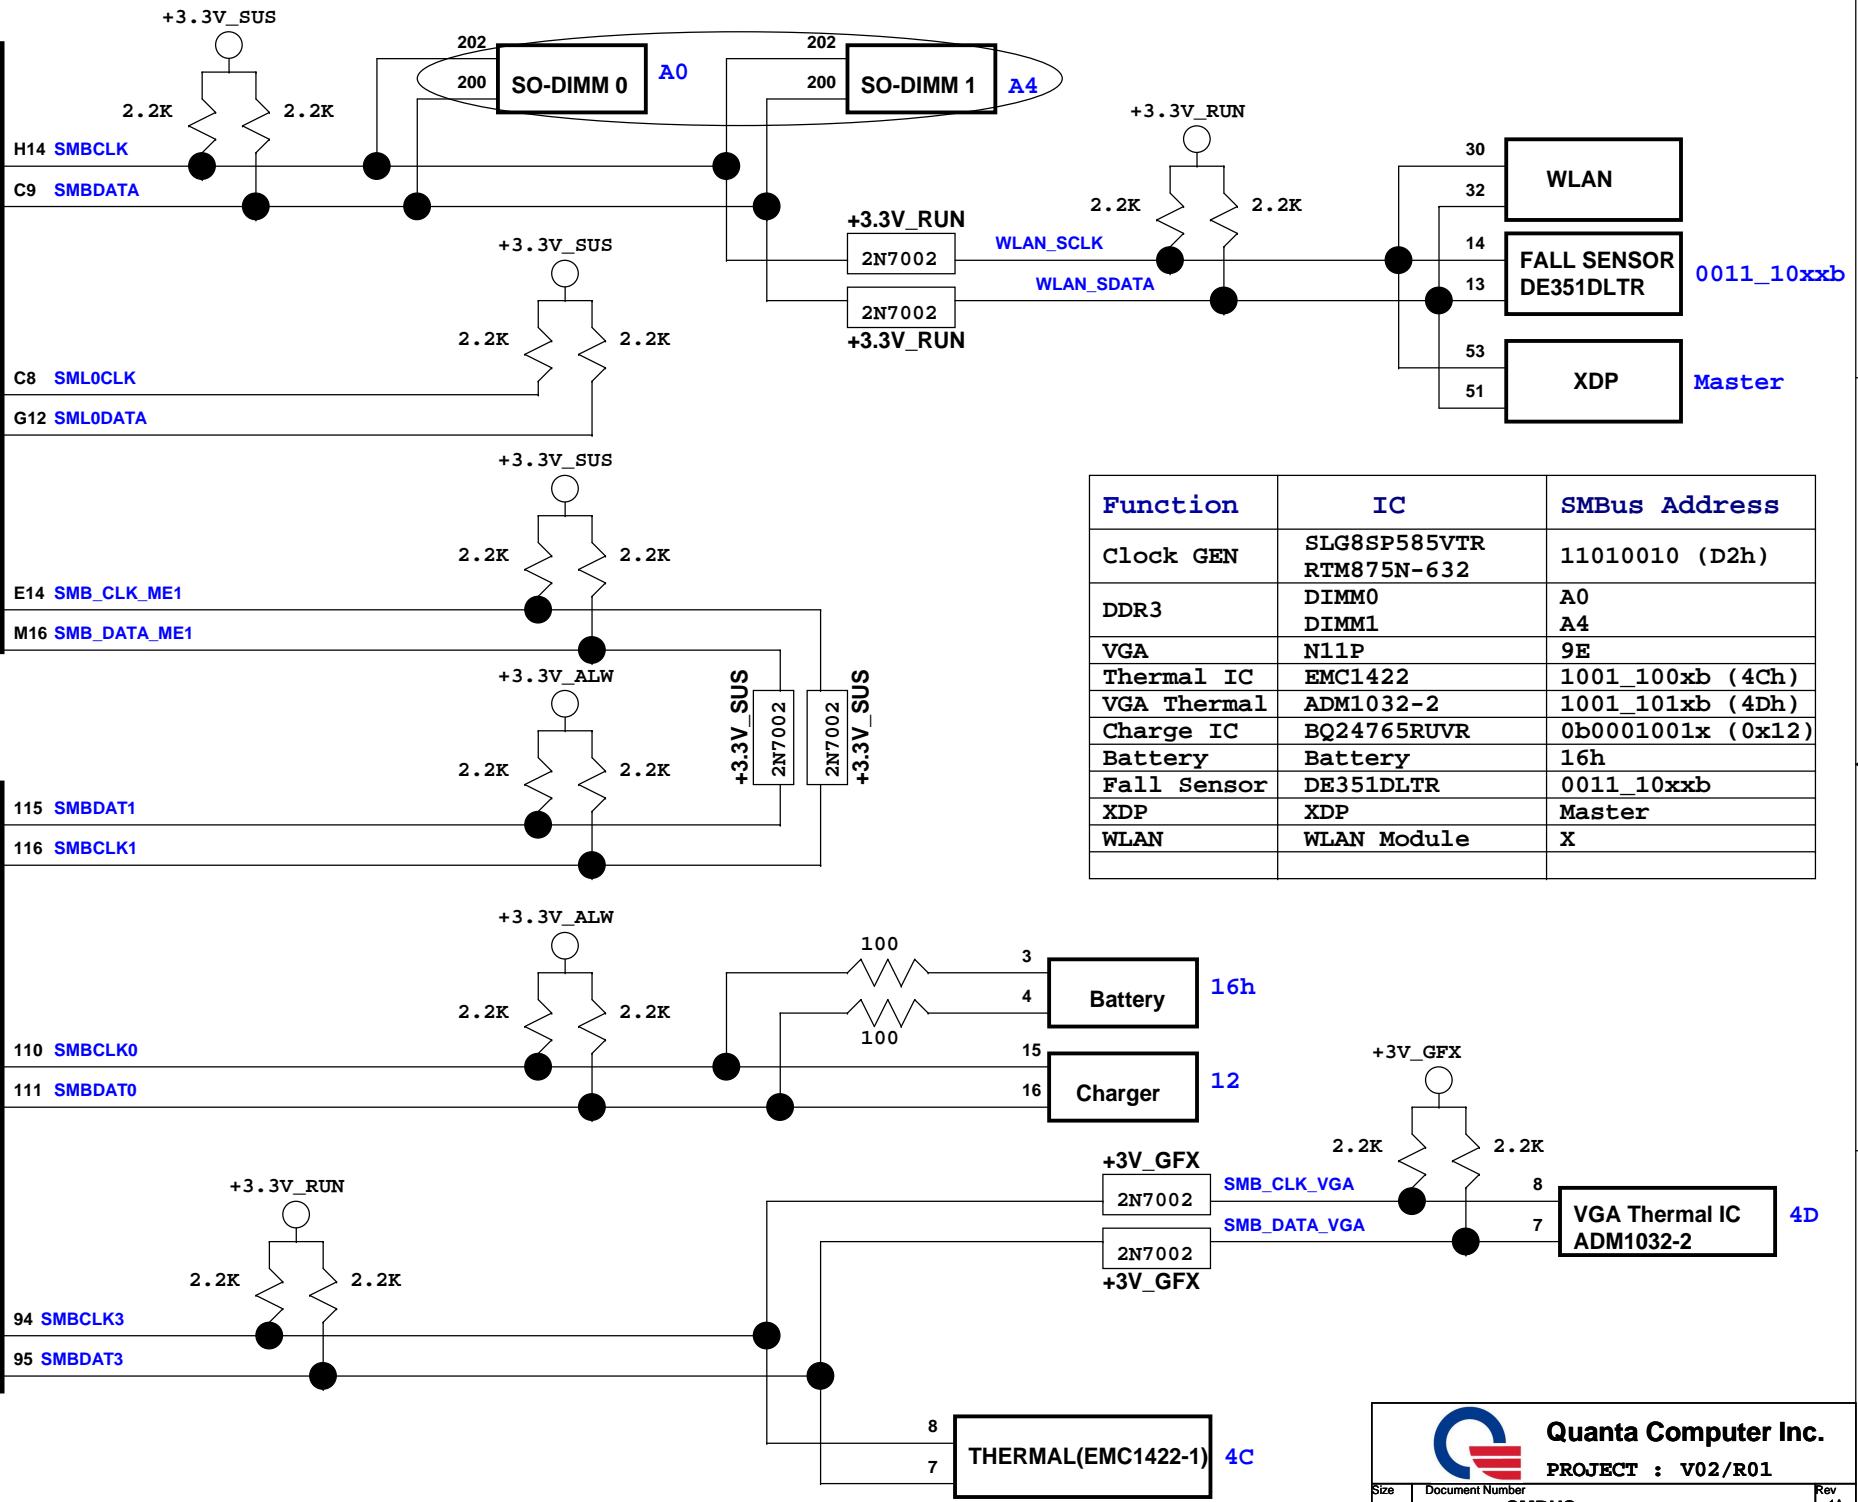 +3.3V_SUS
2.2K
2.2K
H14 SMBCLK
C9 SMBDATA
202
200
SO-DIMM 0
A0
202
200
SO-DIMM 1
A4
+3.3V_RUN
2.2K
2.2K
+3.3V_RUN
2N7002
WLAN_SCLK
2N7002
WLAN_SDATA
+3.3V_RUN
30
32
WLAN
14
13
FALL SENSOR
DE351DLTR
0011_10xxb
53
51
XDP
Master
+3.3V_SUS
2.2K
2.2K
C8 SML0CLK
G12 SML0DATA
+3.3V_SUS
2.2K
2.2K
E14 SMB_CLK_ME1
M16 SMB_DATA_ME1
+3.3V_SUS
2N7002
2N7002
+3.3V_SUS
+3.3V_ALW
2.2K
2.2K
115 SMBDAT1
116 SMBCLK1
Function IC SMBus Address
Clock GEN SLG8SP585VTR 11010010 (D2h)
RTM875N-632
DDR3 DIMM0 A0
DIMM1 A4
VGA N11P 9E
Thermal IC EMC1422 1001_100xb (4Ch)
VGA Thermal ADM1032-2 1001_101xb (4Dh)
Charge IC BQ24765RUVR 0b0001001x (0x12)
Battery Battery 16h
Fall Sensor DE351DLTR 0011_10xxb
XDP XDP Master
WLAN WLAN Module X
+3.3V_ALW
2.2K
2.2K
110 SMBCLK0
111 SMBDAT0
100
100
3
4
Battery
16h
15
16
Charger
12
+3V_GFX
2.2K
2.2K
+3V_GFX
2N7002
SMB_CLK_VGA
2N7002
SMB_DATA_VGA
+3V_GFX
8
7
VGA Thermal IC
ADM1032-2
4D
+3.3V_RUN
2.2K
2.2K
94 SMBCLK3
95 SMBDAT3
8
7
THERMAL(EMC1422-1)
4C
Quanta Computer Inc.
PROJECT : V02/R01
Size Document Number Rev